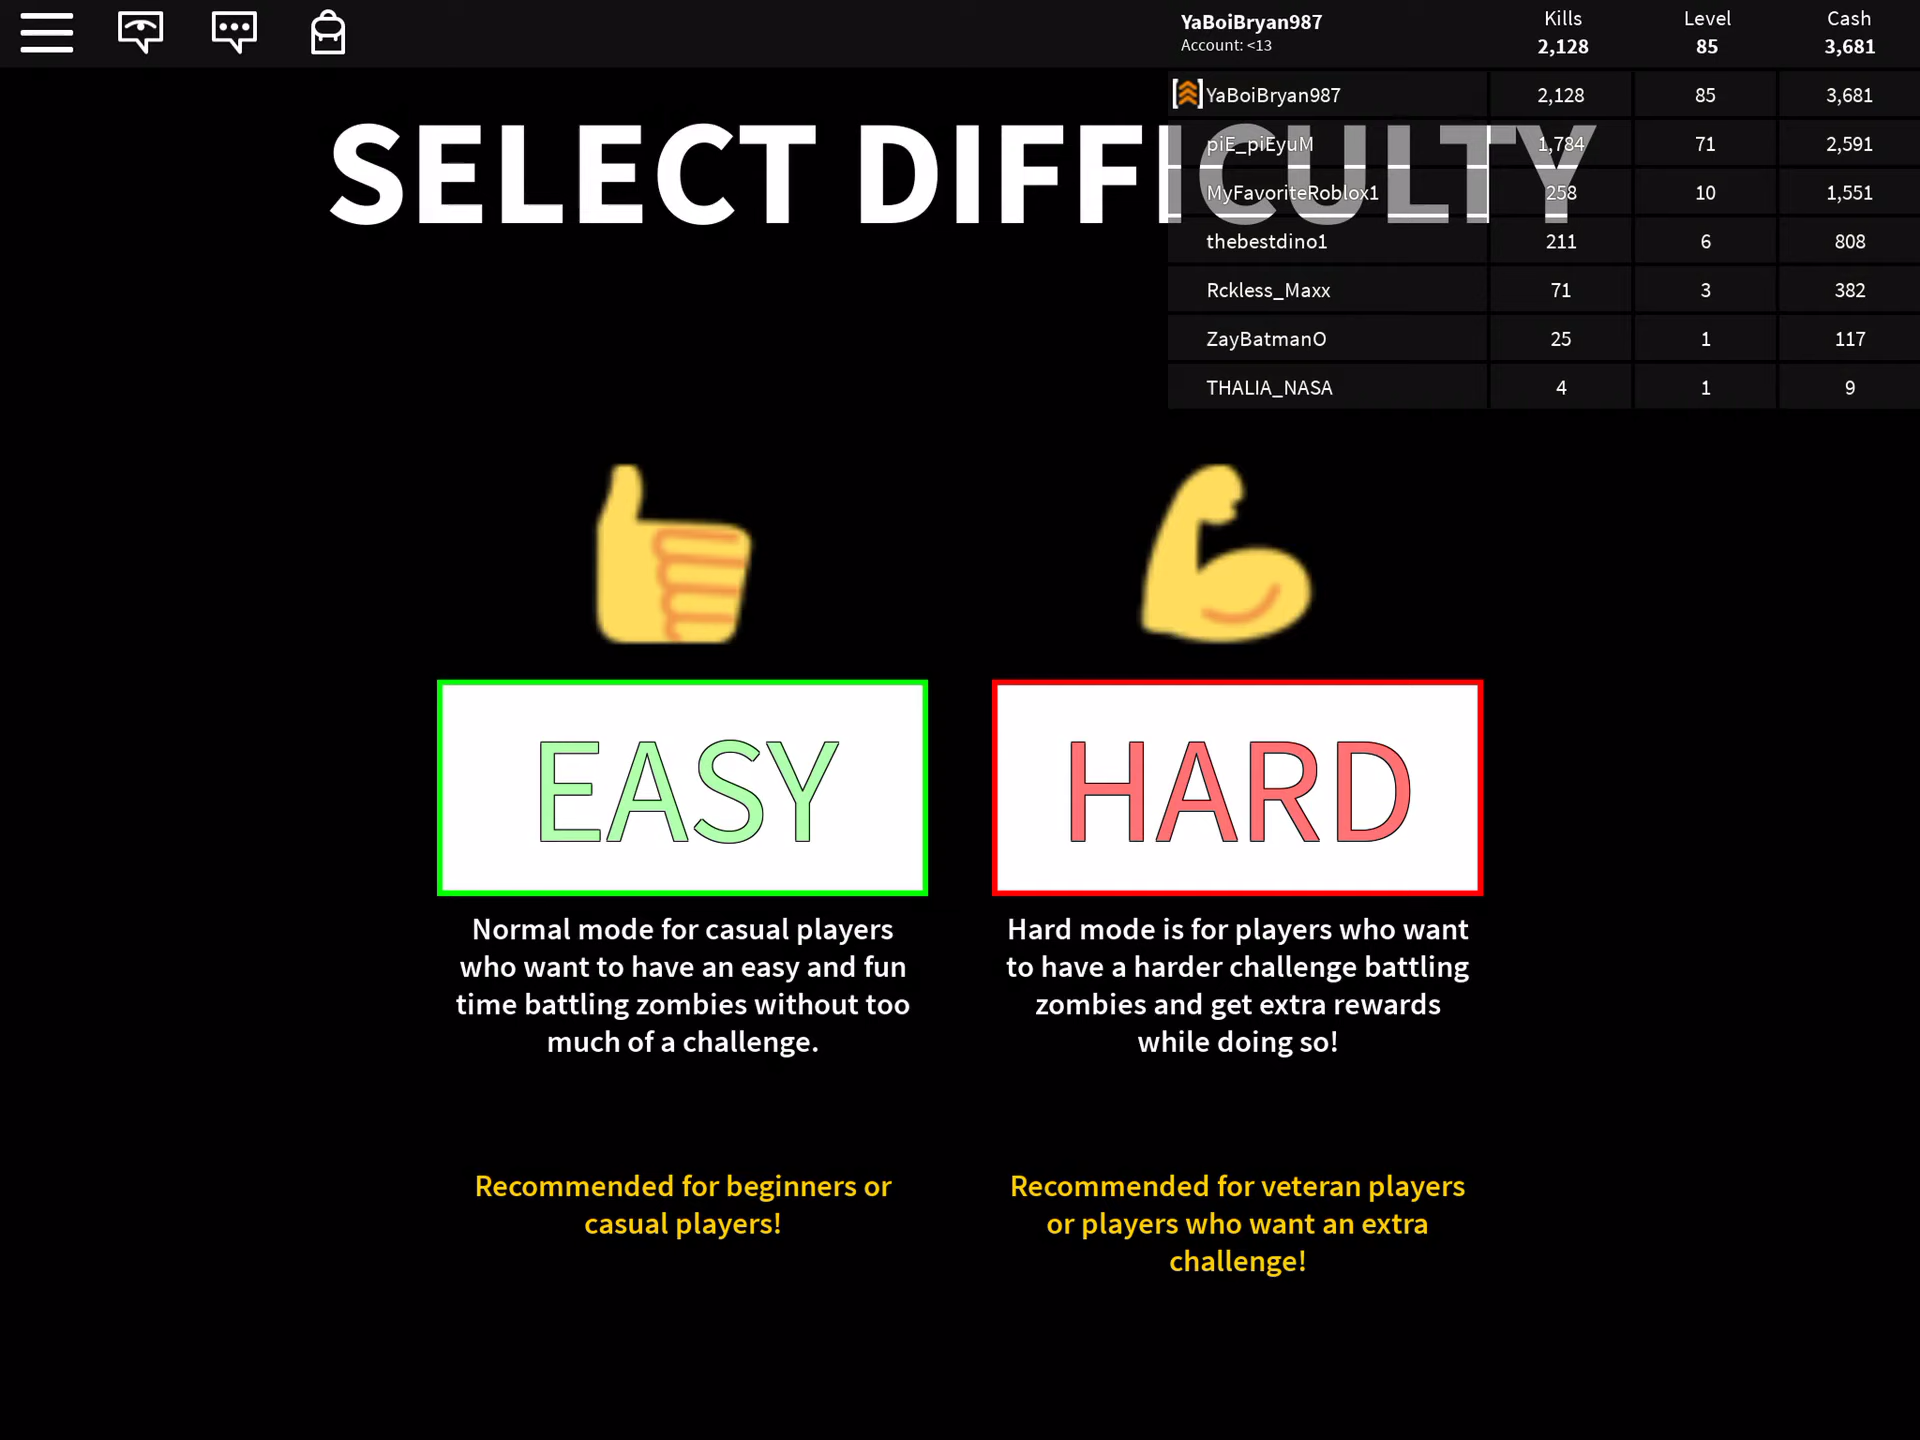 YaBoiBryan987 Kills Level Cash
Account: <13 2,128 85 3,681
YaBoiBryan987 2,128 85 3,681
SELECT DIFFICULTY
piE_piEyuM 1,784 71 2,591
MyFavoriteRoblox1 258 10 1,551
thebestdino1 211 6 808
Rckless_Maxx 71 3 382
ZayBatmanO 25 1 117
THALIA_NASA 4 1 9
EASY
Normal mode for casual players
who want to have an easy and fun
time battling zombies without too
much of a challenge.
Recommended for beginners or
casual players!
HARD
Hard mode is for players who want
to have a harder challenge battling
zombies and get extra rewards
while doing so!
Recommended for veteran players
or players who want an extra
challenge!